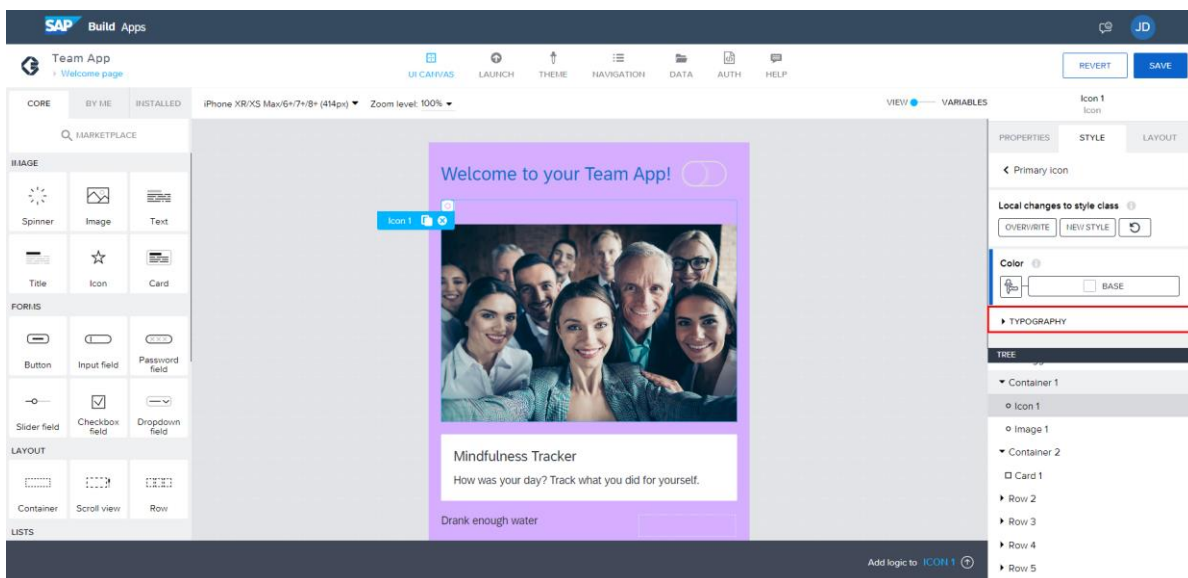 SAP Build Apps
JD
Team App
Welcome page
UI CANVAS
LAUNCH
THEME
NAVIGATION
DATA
AUTH
HELP
REVERT
SAVE
CORE
BY ME
INSTALLED
iPhone XR/XS Max/6+/7+/8+ (414px)
Zoom level: 100%
VIEW
VARIABLES
Icon 1
Icon
MARKETPLACE
PROPERTIES
STYLE
LAYOUT
IMAGE
Spinner
Image
Text
Title
Icon
Card
FORMS
Button
Input field
Password
field
Slider field
Checkbox
field
Dropdown
field
LAYOUT
Container
Scroll view
Row
LISTS
Welcome to your Team App!
Icon 1
Mindfulness Tracker
How was your day? Track what you did for yourself.
Drank enough water
Add logic to ICON 1
Primary icon
Local changes to style class
OVERWRITE
NEW STYLE
Color
BASE
TYPOGRAPHY
TREE
Container 1
Icon 1
Image 1
Container 2
Card 1
Row 2
Row 3
Row 4
Row 5